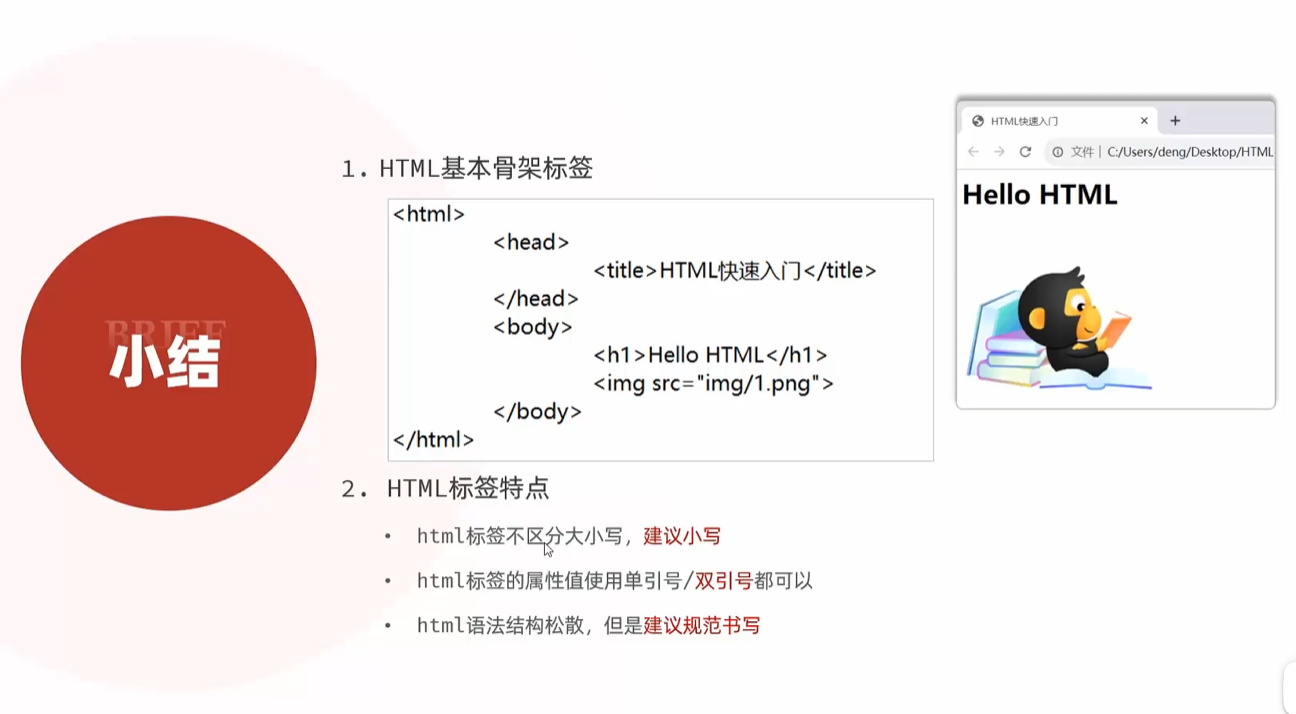 BRIEF
小结
1. HTML基本骨架标签
<html>
<head>
<title>HTML快速入门</title>
</head>
<body>
<h1>Hello HTML</h1>
<img src="img/1.png">
</body>
</html>
2. HTML标签特点
• html标签不区分大小写，建议小写
• html标签的属性值使用单引号/双引号都可以
• html语法结构松散，但是建议规范书写
HTML快速入门
文件 | C:/Users/deng/Desktop/HTML
Hello HTML